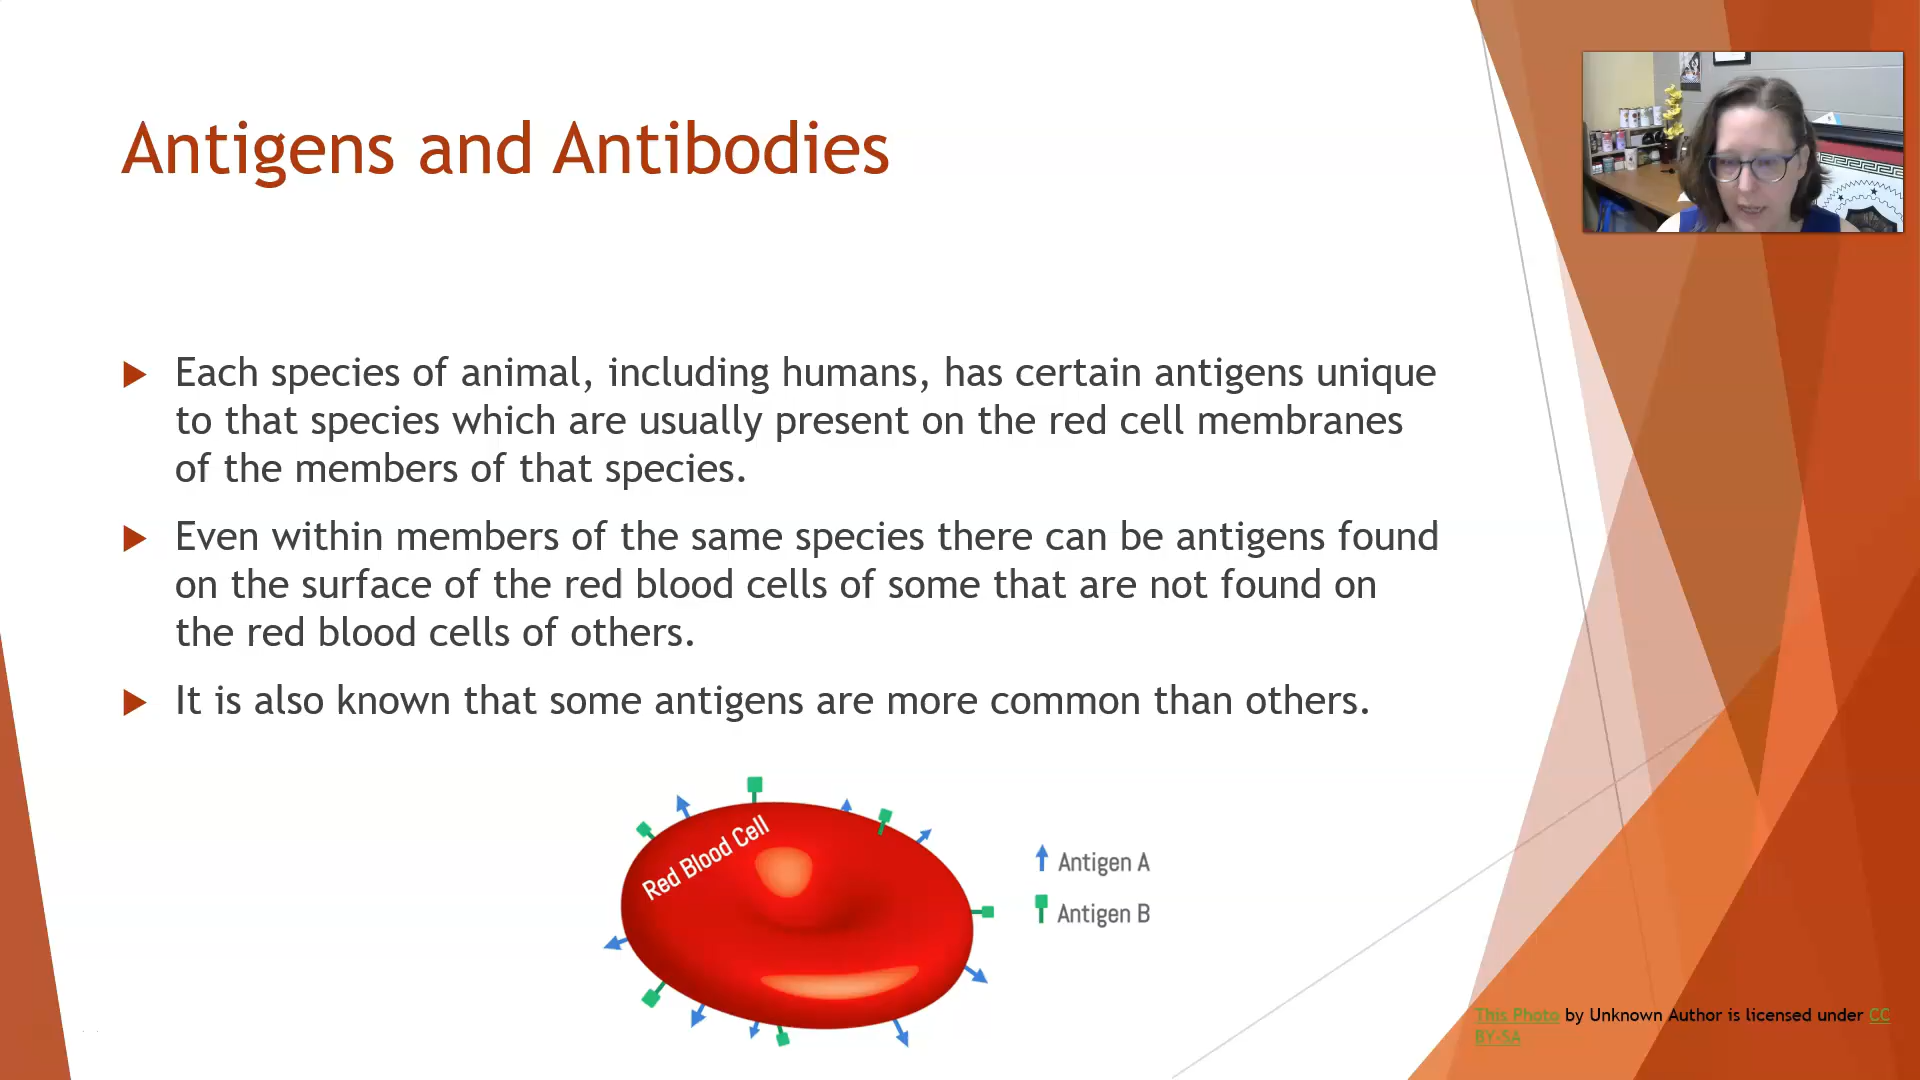 Antigens and Antibodies
Each species of animal, including humans, has certain antigens unique
to that species which are usually present on the red cell membranes
of the members of that species.
Even within members of the same species there can be antigens found
on the surface of the red blood cells of some that are not found on
the red blood cells of others.
It is also known that some antigens are more common than others.
Red Blood Cell
Antigen A
Antigen B
This Photo by Unknown Author is licensed under CC
BY-SA